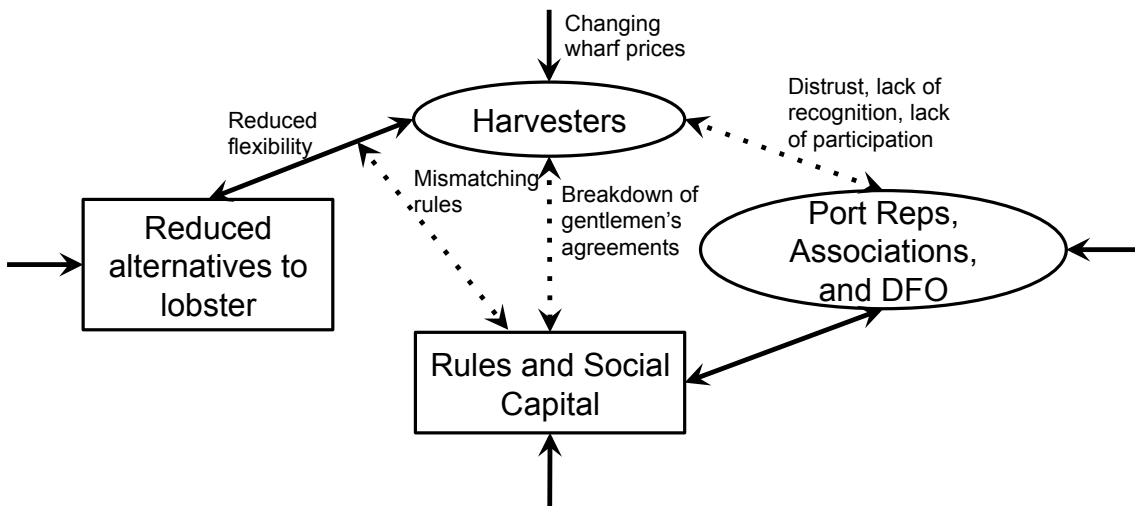 Changing
wharf prices
Harvesters
Distrust, lack of
recognition, lack
of participation
Reduced
flexibility
Mismatching
rules
Breakdown of
gentlemen's
agreements
Reduced
alternatives to
lobster
Port Reps,
Associations,
and DFO
Rules and Social
Capital